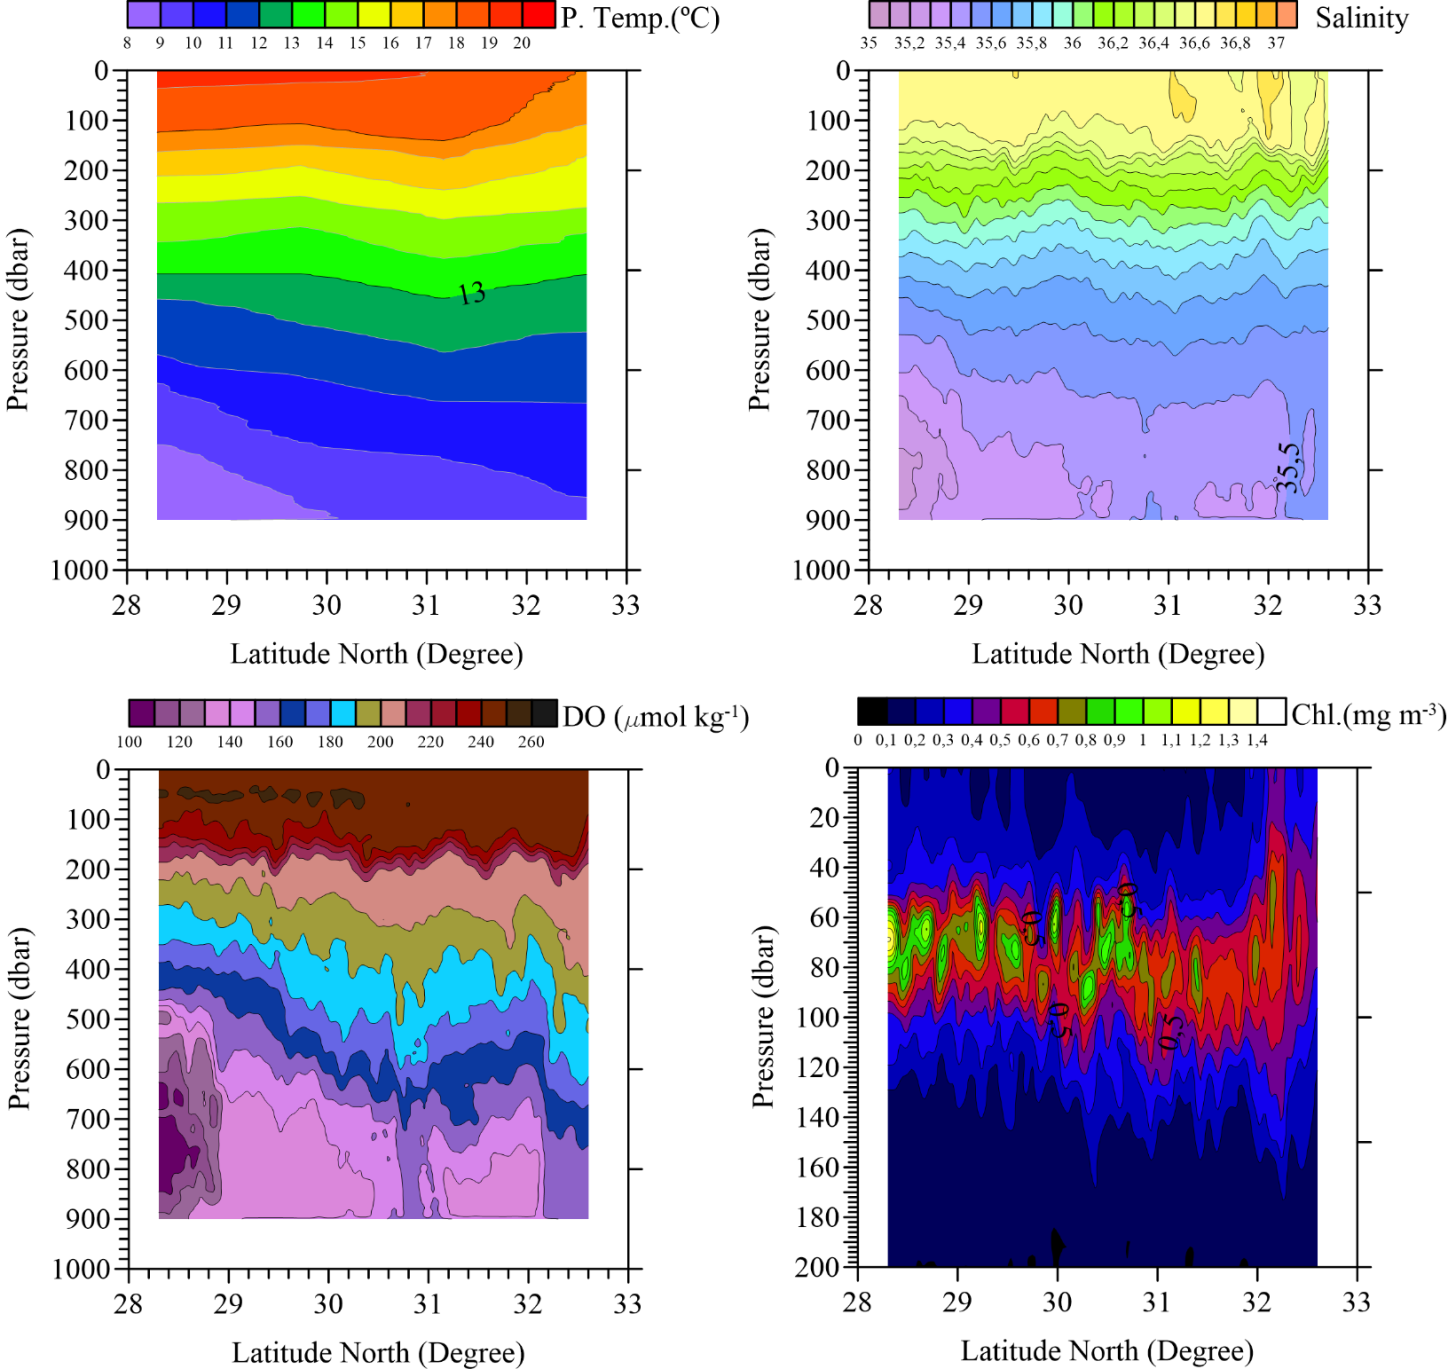 P. Temp.(ºC)
8 9 10 11 12 13 14 15 16 17 18 19 20
0
100
200
300
400
500
600
700
800
900
1000
Pressure (dbar)
13
28 29 30 31 32 33
Latitude North (Degree)
Salinity
35 35,2 35,4 35,6 35,8 36 36,2 36,4 36,6 36,8 37
0
100
200
300
400
500
600
700
800
900
1000
Pressure (dbar)
35,5
28 29 30 31 32 33
Latitude North (Degree)
DO (μmol kg-1)
100 120 140 160 180 200 220 240 260
0
100
200
300
400
500
600
700
800
900
1000
Pressure (dbar)
28 29 30 31 32 33
Latitude North (Degree)
Chl.(mg m-3)
0 0,1 0,2 0,3 0,4 0,5 0,6 0,7 0,8 0,9 1 1,1 1,2 1,3 1,4
0
20
40
60
80
100
120
140
160
180
200
Pressure (dbar)
0,5
0,5
0,5
0,5
28 29 30 31 32 33
Latitude North (Degree)